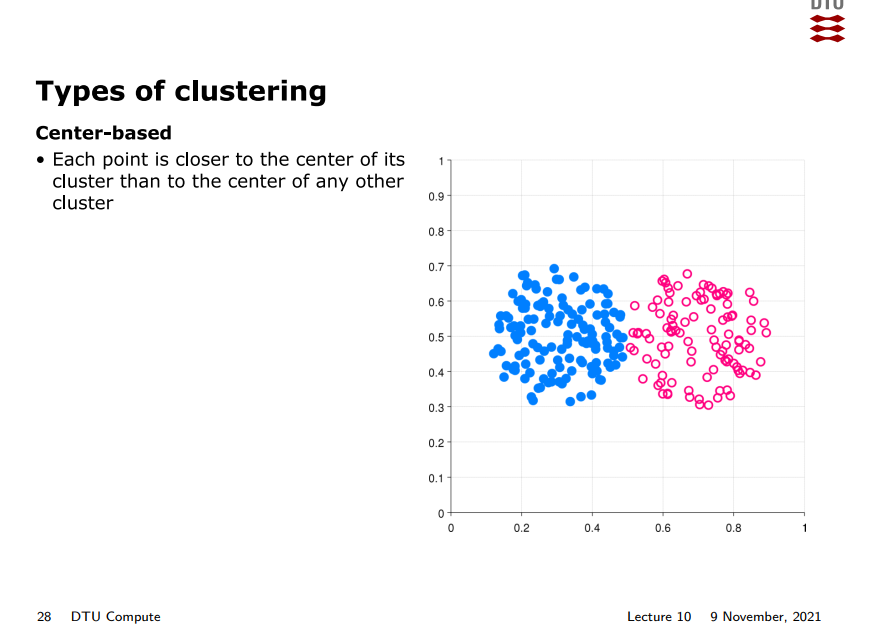 DTU
Types of clustering
Center-based
• Each point is closer to the center of its
cluster than to the center of any other
cluster
1
0.9
0.8
0.7
0.6
0.5
0.4
0.3
0.2
0.1
0
0 0.2 0.4 0.6 0.8 1
28 DTU Compute Lecture 10 9 November, 2021